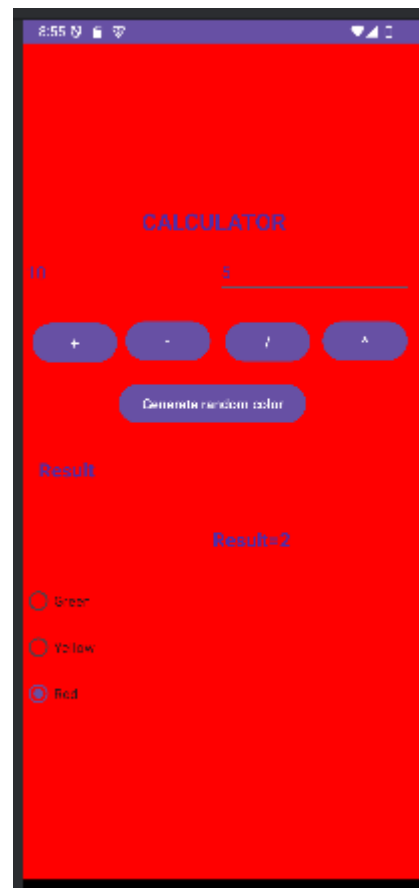 8:55
CALCULATOR
10 5
+ - / ^
Generate random color
Result
Result=2
Green
Yellow
Red